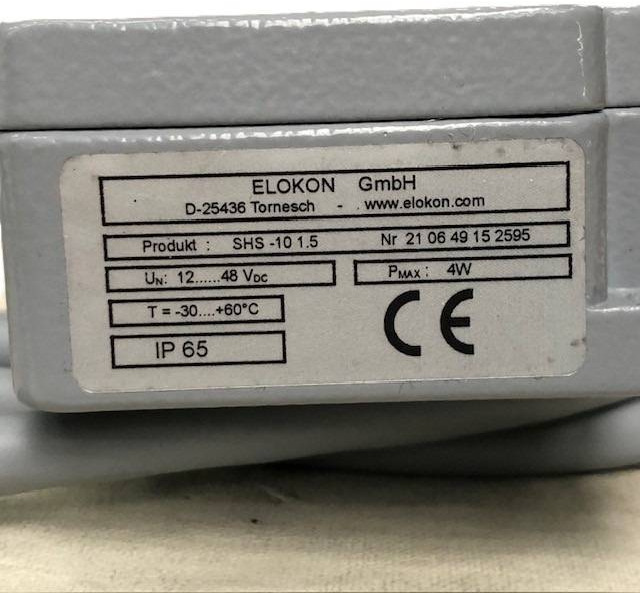 ELOKON GmbH
D-25436 Tornesch - . www.elokon.com
Produkt : SHS -10 1.5 Nr 21 06 49 15 2595
UN: 12......48 VDC PMAX : 4W
T = -30....+60°C
IP 65
CE